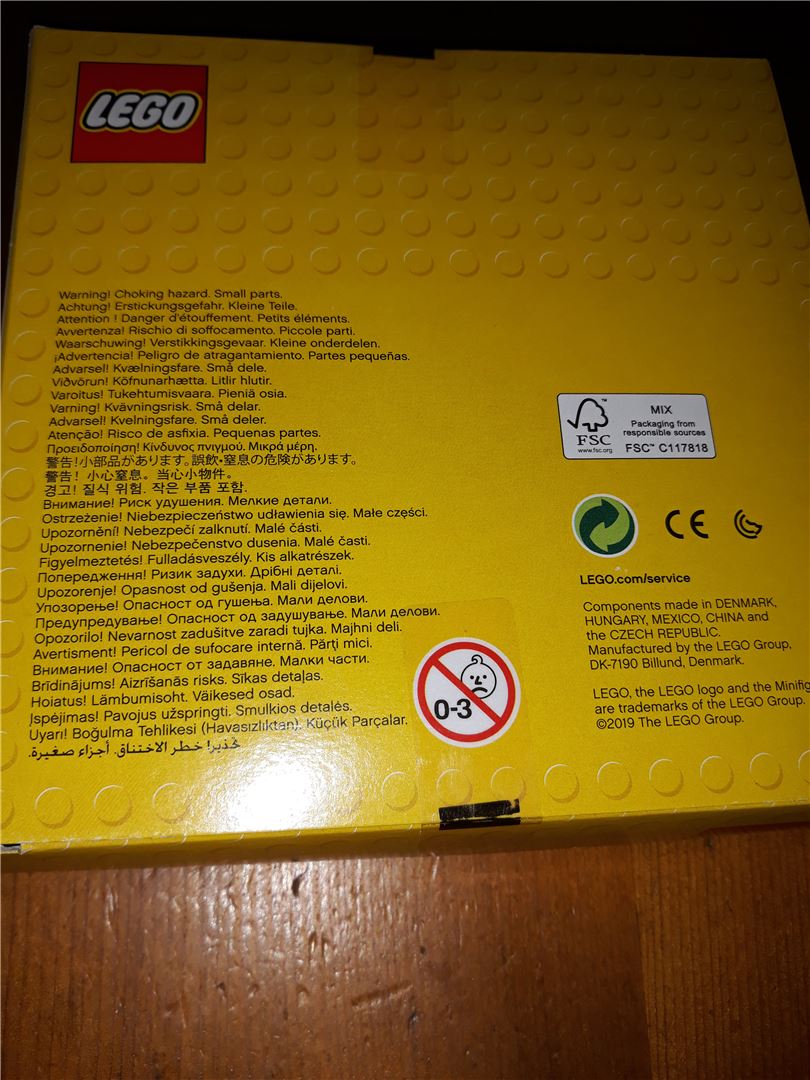 LEGO
Warning! Choking hazard. Small parts.
Achtung! Erstickungsgefahr. Kleine Teile.
Attention ! Danger d'étouffement. Petits éléments.
Avvertenza! Rischio di soffocamento. Piccole parti.
Waarschuwing! Verstikkingsgevaar. Kleine onderdelen.
¡Advertencia! Peligro de atragantamiento. Partes pequeñas.
Advarsel! Kvælningsfare. Små dele.
Viðvörun! Köfnunarhætta. Litlir hlutir.
Varoitus! Tukehtumisvaara. Pieniä osia.
Varning! Kvävningsrisk. Små delar.
Advarsel! Kvelningsfare. Små deler.
Atenção! Risco de asfixia. Pequenas partes.
Προειδοποίηση! Κίνδυνος πνιγμού. Μικρά μέρη.
警告!小部品があります。誤飲・窒息の危険があります。
警告! 小心窒息。当心小物件。
경고! 질식 위험. 작은 부품 포함.
Внимание! Риск удушения. Мелкие детали.
Ostrzeżenie! Niebezpieczeństwo udławienia się. Małe części.
Upozornění! Nebezpečí zalknutí. Malé části.
Upozornenie! Nebezpečenstvo dusenia. Malé časti.
Figyelmeztetés! Fulladásveszély. Kis alkatrészek.
Попередження! Ризик задухи. Дрібні деталі.
Upozorenje! Opasnost od gušenja. Mali dijelovi.
Упозорење! Опасност од гушења. Мали делови.
Предупредување! Опасност од задушување. Мали делови.
Opozorilo! Nevarnost zadušitve zaradi tujka. Majhni deli.
Avertisment! Pericol de sufocare internă. Părţi mici.
Внимание! Опасност от задавяне. Малки части.
Brīdinājums! Aizrīšanās risks. Sīkas detaļas.
Hoiatus! Lämbumisoht. Väikesed osad.
Įspėjimas! Pavojus užspringti. Smulkios detalės.
Uyarı! Boğulma Tehlikesi (Havasızlıktan). Küçük Parçalar.
تحذير! خطر الاختناق. أجزاء صغيرة.
0-3
FSC
www.fsc.org
MIX
Packaging from
responsible sources
FSC™ C117818
CE
LEGO.com/service
Components made in DENMARK,
HUNGARY, MEXICO, CHINA and
the CZECH REPUBLIC.
Manufactured by the LEGO Group,
DK-7190 Billund, Denmark.
LEGO, the LEGO logo and the Minifig
are trademarks of the LEGO Group.
©2019 The LEGO Group.